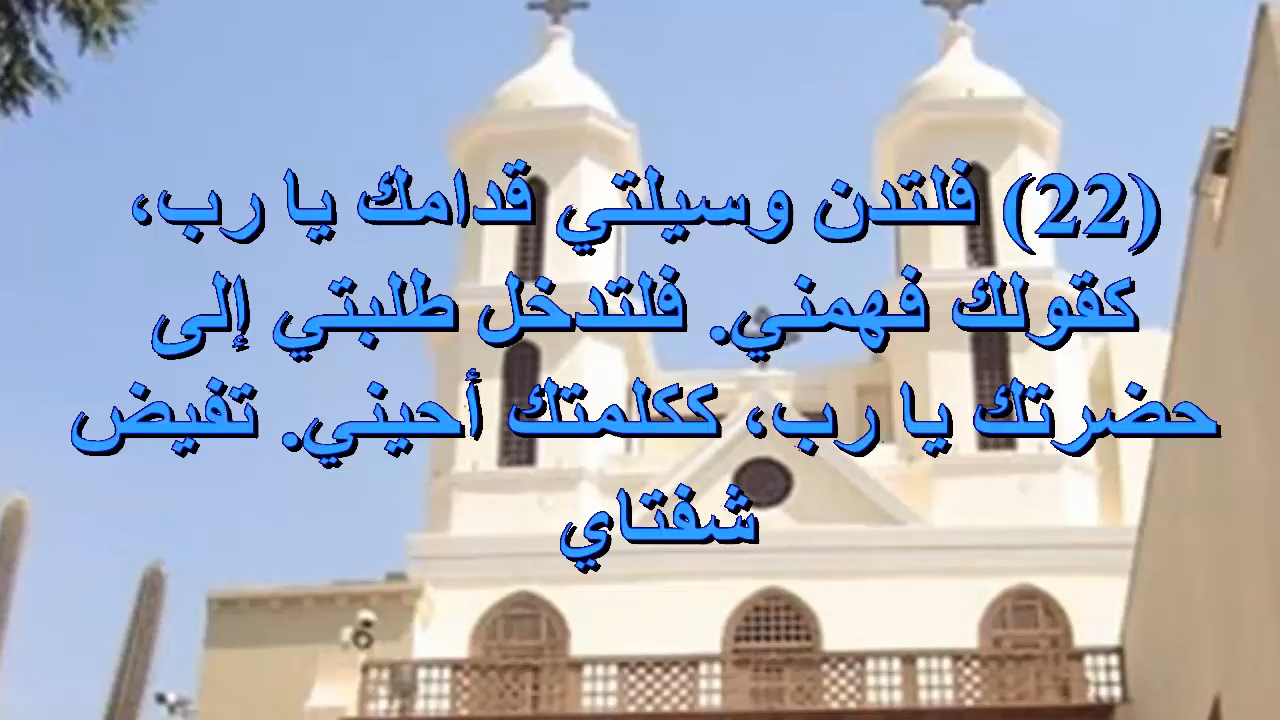 (22) فلتدن وسيلتي قدامك يا رب،
كقولك فهمني. فلتدخل طلبتي إلى
حضرتك يا رب، ككلمتك أحيني. تفيض
شفتاي